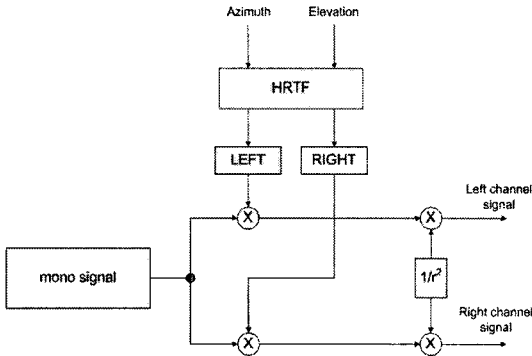 Azimuth Elevation
HRTF
LEFT RIGHT
X X
Left channel
signal
mono signal
1/r²
Right channel
signal
X X